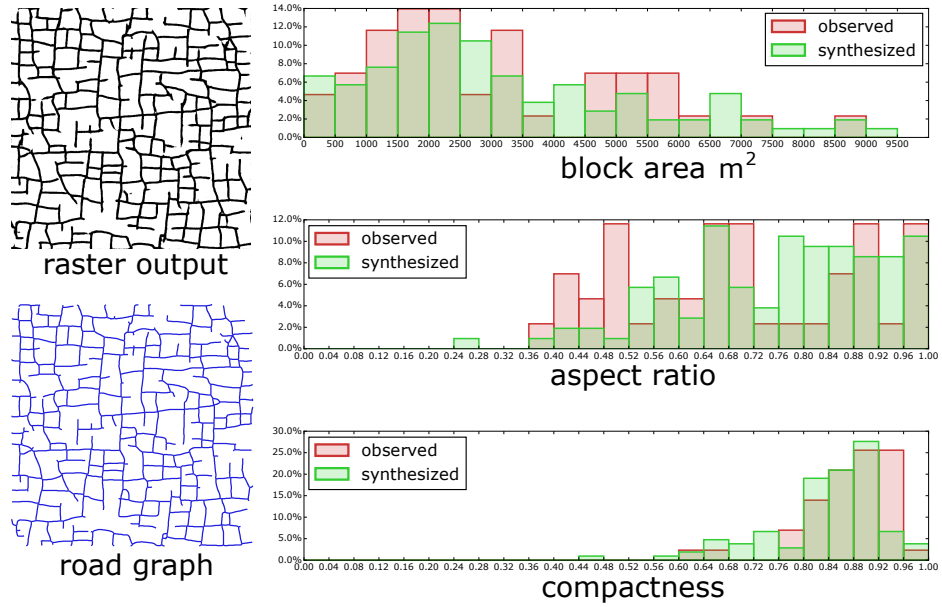 raster output
road graph
14.0%
12.0%
10.0%
8.0%
6.0%
4.0%
2.0%
0.0%
observed
synthesized
0 500 1000 1500 2000 2500 3000 3500 4000 4500 5000 5500 6000 6500 7000 7500 8000 8500 9000 9500
block area m²
12.0%
10.0%
8.0%
6.0%
4.0%
2.0%
0.0%
observed
synthesized
0.00 0.04 0.08 0.12 0.16 0.20 0.24 0.28 0.32 0.36 0.40 0.44 0.48 0.52 0.56 0.60 0.64 0.68 0.72 0.76 0.80 0.84 0.88 0.92 0.96 1.00
aspect ratio
30.0%
25.0%
20.0%
15.0%
10.0%
5.0%
0.0%
observed
synthesized
0.00 0.04 0.08 0.12 0.16 0.20 0.24 0.28 0.32 0.36 0.40 0.44 0.48 0.52 0.56 0.60 0.64 0.68 0.72 0.76 0.80 0.84 0.88 0.92 0.96 1.00
compactness